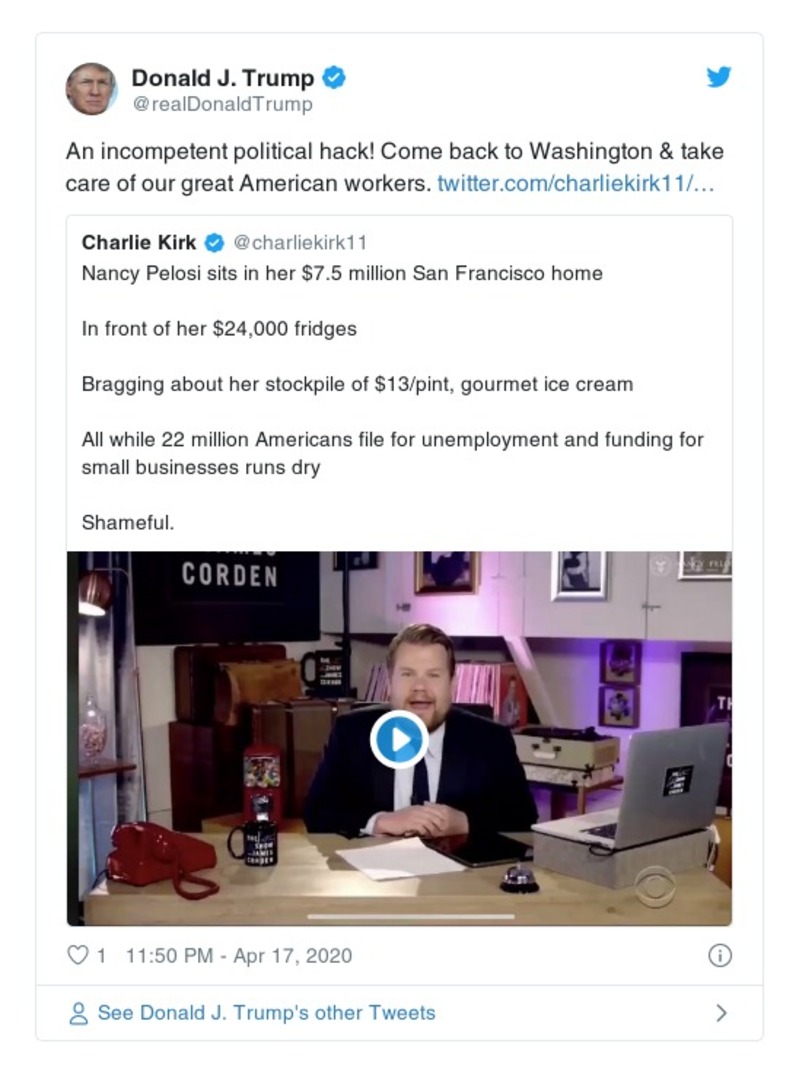 Donald J. Trump
@realDonaldTrump
An incompetent political hack! Come back to Washington & take
care of our great American workers. twitter.com/charliekirk11/…
Charlie Kirk @charliekirk11
Nancy Pelosi sits in her $7.5 million San Francisco home
In front of her $24,000 fridges
Bragging about her stockpile of $13/pint, gourmet ice cream
All while 22 million Americans file for unemployment and funding for
small businesses runs dry
Shameful.
CORDEN
1 11:50 PM - Apr 17, 2020
See Donald J. Trump's other Tweets